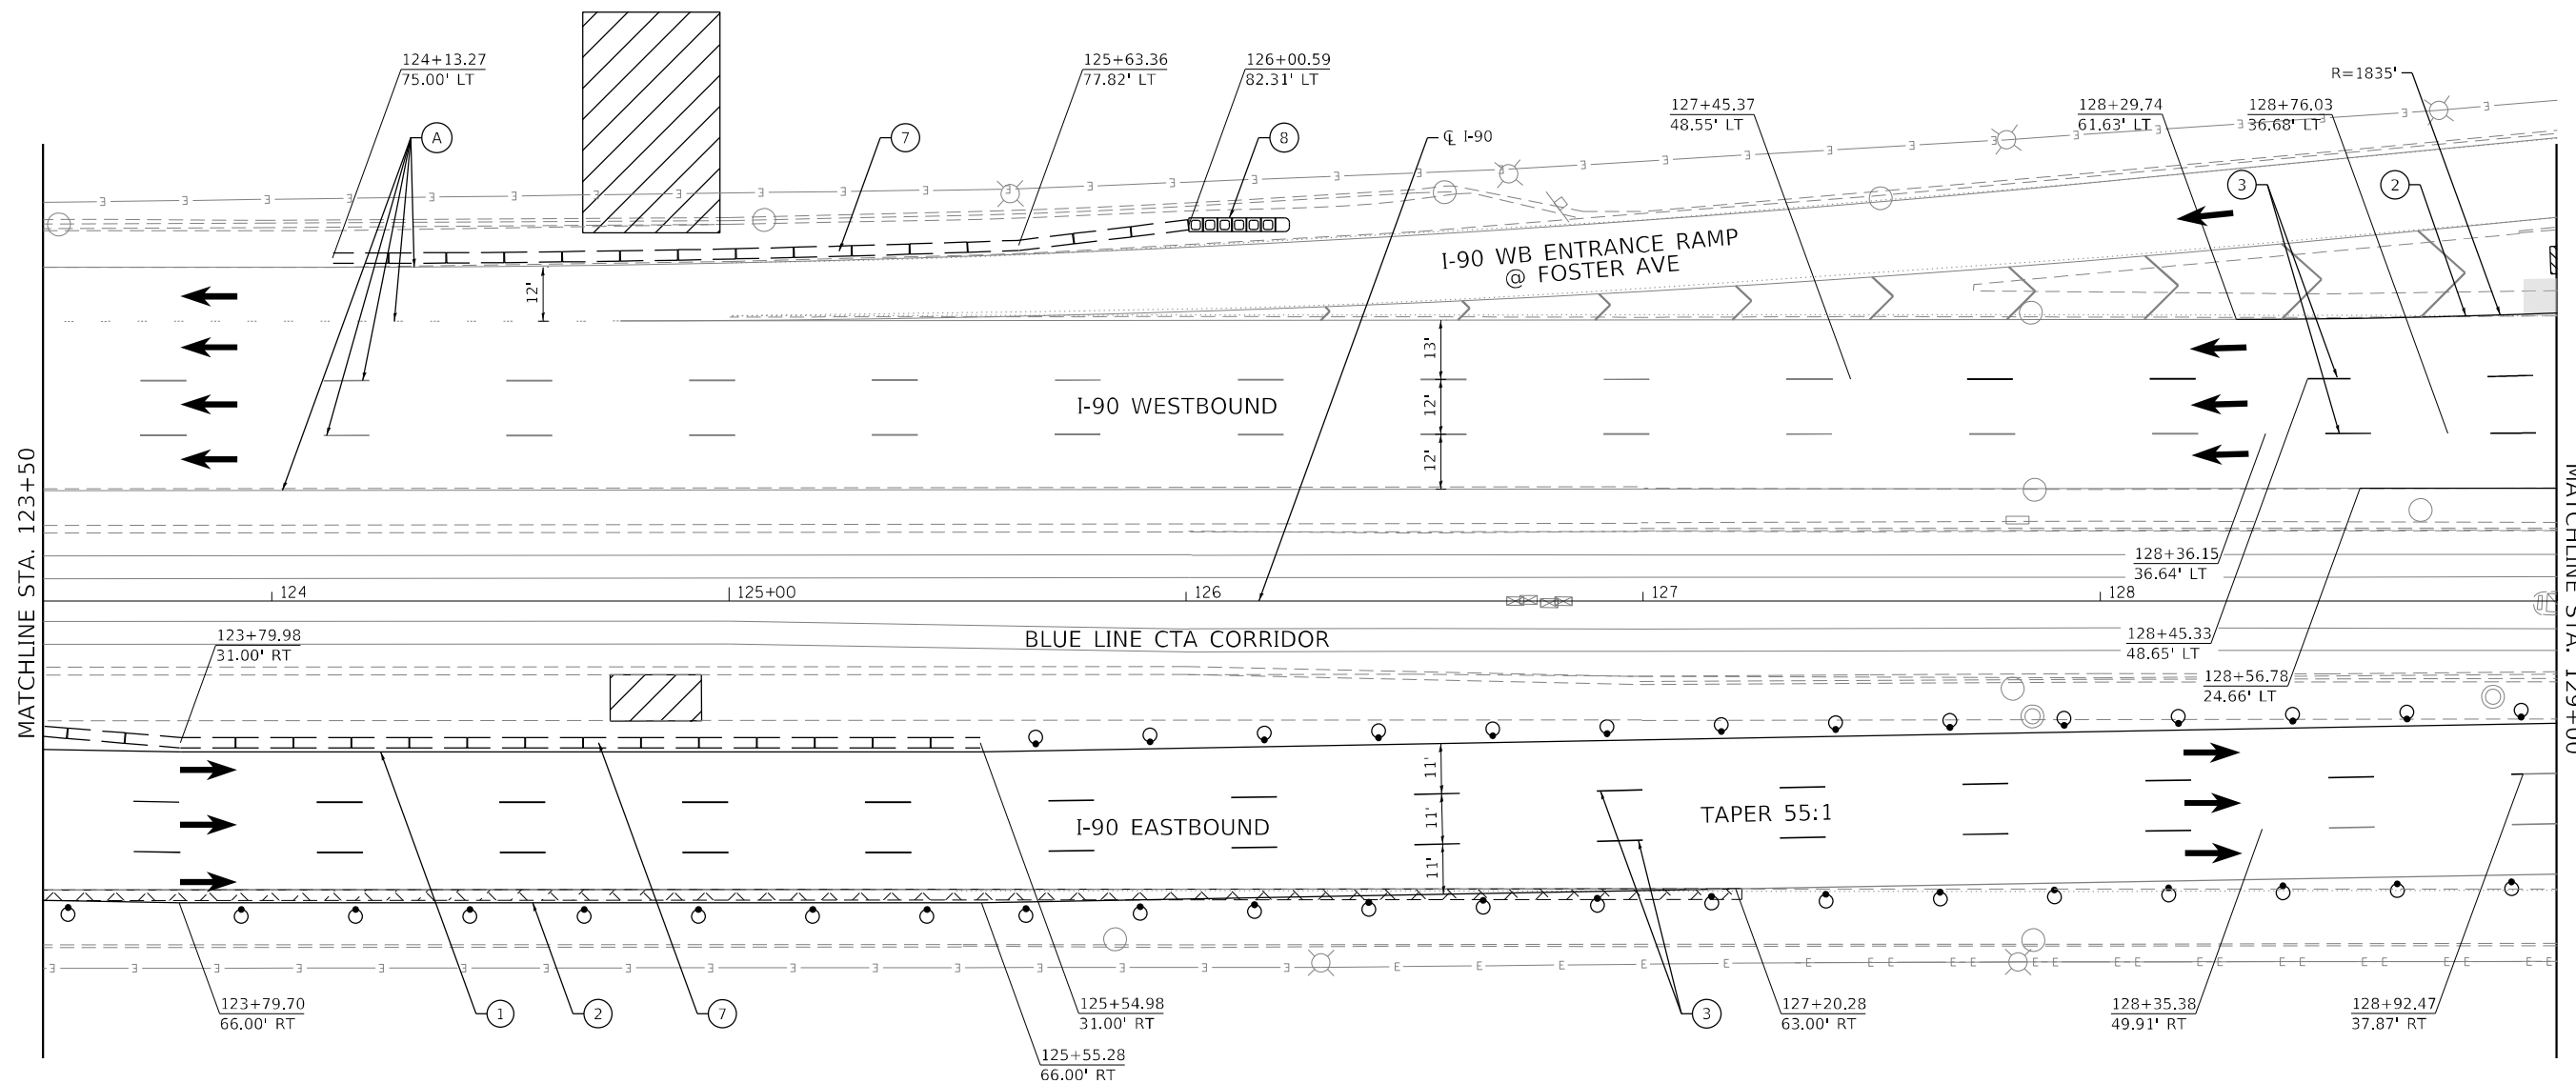 124+13.27
75.00' LT
125+63.36
77.82' LT
126+00.59
82.31' LT
127+45.37
48.55' LT
128+29.74
61.63' LT
128+76.03
36.68' LT
R=1835'
A
7
8
℄ I-90
3
2
I-90 WB ENTRANCE RAMP
@ FOSTER AVE
12'
13'
12'
12'
I-90 WESTBOUND
MATCHLINE STA. 123+50
MATCHLINE STA. 129+00
128+36.15
36.64' LT
124
125+00
126
127
128
123+79.98
31.00' RT
BLUE LINE CTA CORRIDOR
128+45.33
48.65' LT
128+56.78
24.66' LT
11'
11'
11'
I-90 EASTBOUND
TAPER 55:1
E E E E E E E E E E E E E E E E E E E E E E E E E E E E E E
E E E E E E E E E E E E E E E E E E E E E E E E E E E E E E E E E E E E E E E
123+79.70
66.00' RT
1
2
7
125+54.98
31.00' RT
125+55.28
66.00' RT
3
127+20.28
63.00' RT
128+35.38
49.91' RT
128+92.47
37.87' RT